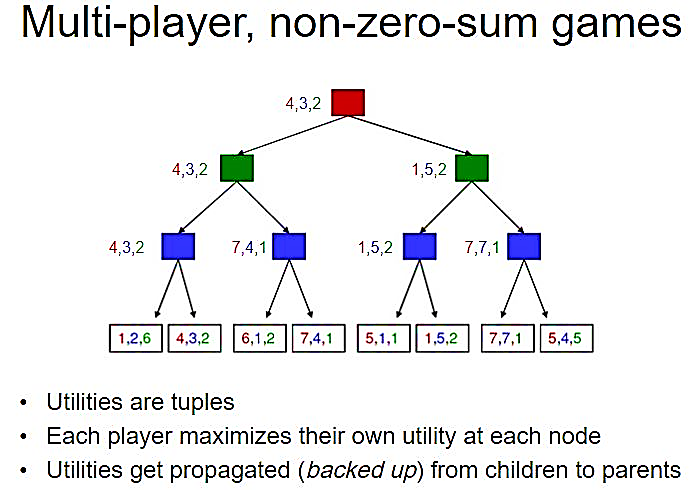 Multi-player, non-zero-sum games
4,3,2
4,3,2 1,5,2
4,3,2 7,4,1 1,5,2 7,7,1
1,2,6 4,3,2 6,1,2 7,4,1 5,1,1 1,5,2 7,7,1 5,4,5
• Utilities are tuples
• Each player maximizes their own utility at each node
• Utilities get propagated (backed up) from children to parents